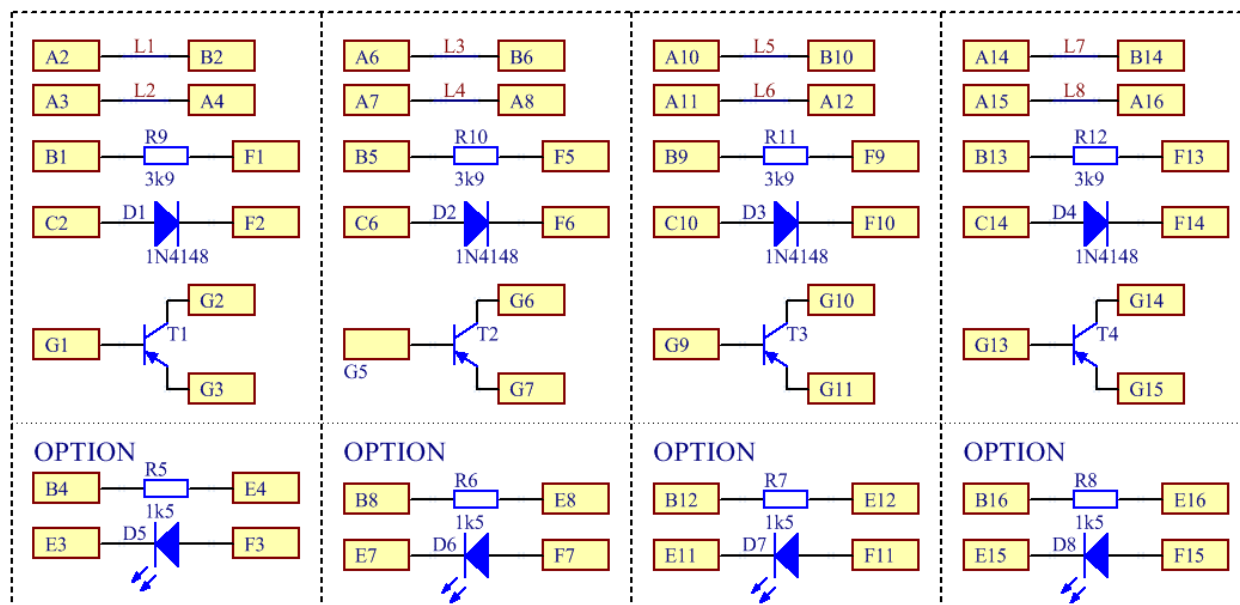 A2 L1 B2 A6 L3 B6 A10 L5 B10 A14 L7 B14
A3 L2 A4 A7 L4 A8 A11 L6 A12 A15 L8 A16
R9 R10 R11 R12
B1 F1 B5 F5 B9 F9 B13 F13
3k9 3k9 3k9 3k9
C2 D1 F2 C6 D2 F6 C10 D3 F10 C14 D4 F14
1N4148 1N4148 1N4148 1N4148
G2 G6 G10 G14
G1 T1 T2 G9 T3 G13 T4
G5
G3 G7 G11 G15
OPTION OPTION OPTION OPTION
R5 R6 R7 R8
B4 E4 B8 E8 B12 E12 B16 E16
1k5 1k5 1k5 1k5
E3 D5 F3 E7 D6 F7 E11 D7 F11 E15 D8 F15